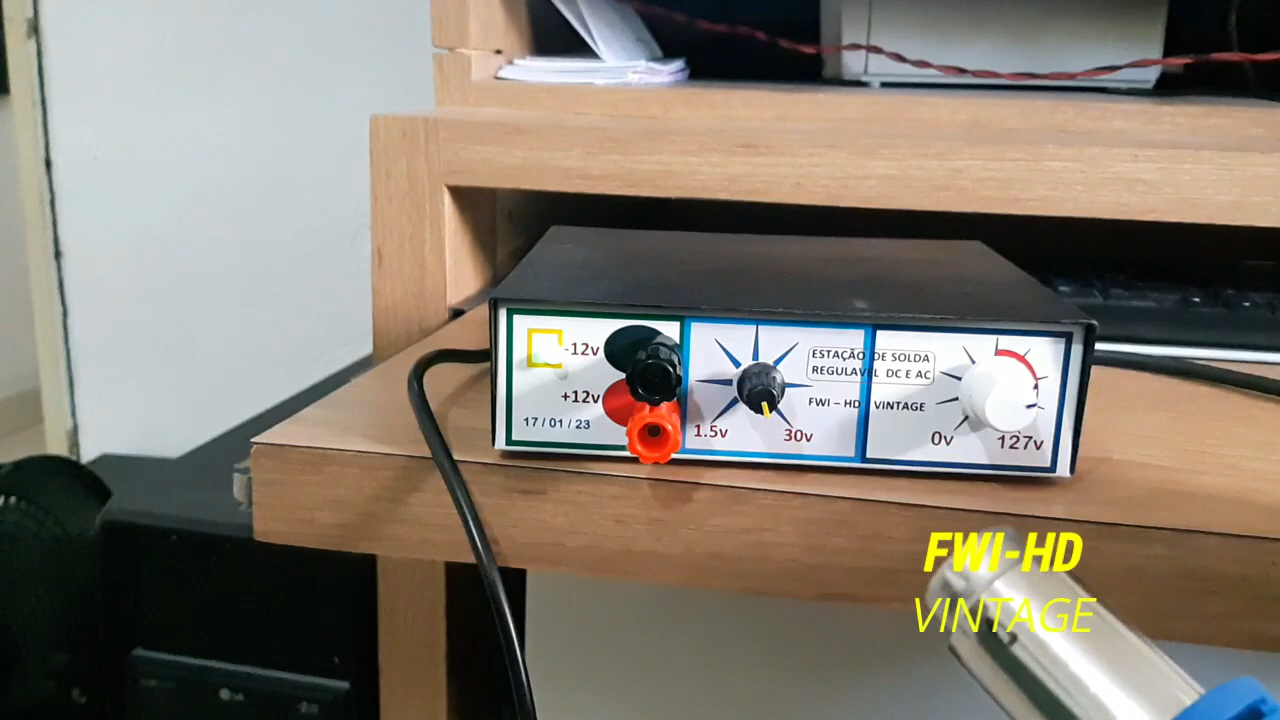 -12v
+12v
17 / 01 / 23
1.5v
30v
ESTAÇÃO DE SOLDA
REGULAVEL DC E AC
FWI – HD VINTAGE
0v
127v
FWI-HD
VINTAGE